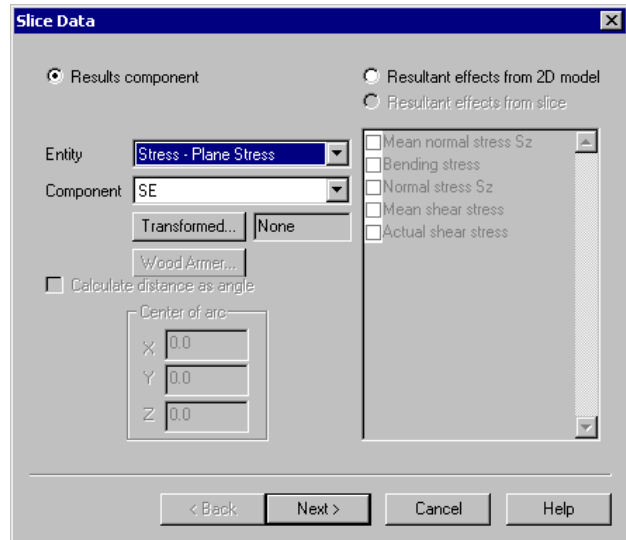 Slice Data
Results component
Resultant effects from 2D model
Resultant effects from slice
Entity
Stress - Plane Stress
Component
SE
Transformed...
None
Wood Armer...
Calculate distance as angle
Center of arc
X 0.0
Y 0.0
Z 0.0
Mean normal stress Sz
Bending stress
Normal stress Sz
Mean shear stress
Actual shear stress
< Back
Next >
Cancel
Help